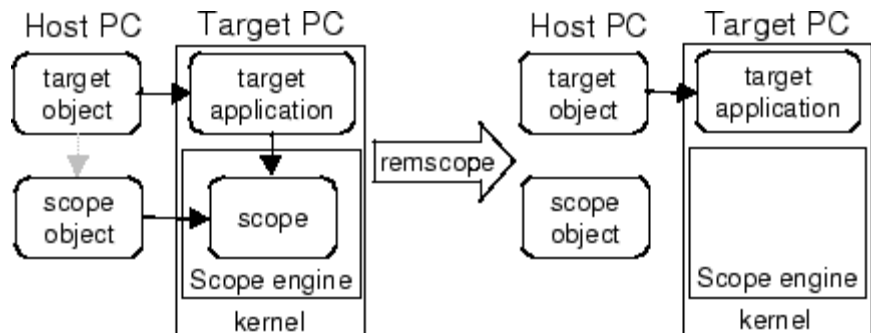 Host PC
Target PC
target
object
target
application
scope
object
scope
Scope engine
kernel
remscope
Host PC
Target PC
target
object
target
application
scope
object
Scope engine
kernel